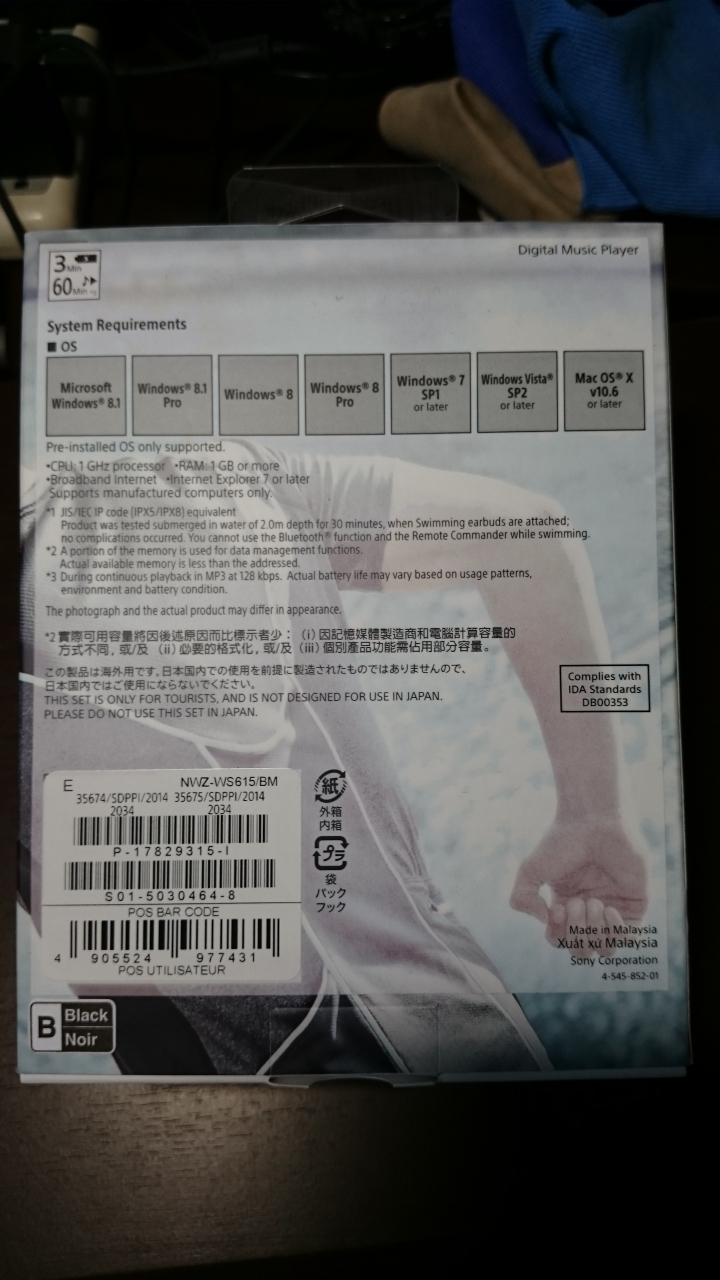 3 Min
60 Min
Digital Music Player
System Requirements
■ OS
Microsoft
Windows® 8.1
Windows® 8.1
Pro
Windows® 8
Windows® 8
Pro
Windows® 7
SP1
or later
Windows Vista®
SP2
or later
Mac OS® X
v10.6
or later
Pre-installed OS only supported.
•CPU: 1 GHz processor •RAM: 1 GB or more
•Broadband Internet •Internet Explorer 7 or later
Supports manufactured computers only.
*1 JIS/IEC IP code (IPX5/IPX8) equivalent
Product was tested submerged in water of 2.0m depth for 30 minutes, when Swimming earbuds are attached;
no complications occurred. You cannot use the Bluetooth® function and the Remote Commander while swimming.
*2 A portion of the memory is used for data management functions.
Actual available memory is less than the addressed.
*3 During continuous playback in MP3 at 128 kbps. Actual battery life may vary based on usage patterns,
environment and battery condition.
The photograph and the actual product may differ in appearance.
*2 實際可用容量將因後述原因而比標示者少： （i）因記憶媒體製造商和電腦計算容量的
方式不同，或/及 （ii）必要的格式化，或/及（iii）個別產品功能需佔用部分容量。
この製品は海外用です。日本国内での使用を前提に製造されたものではありませんので、
日本国内ではご使用にならないでください。
THIS SET IS ONLY FOR TOURISTS, AND IS NOT DESIGNED FOR USE IN JAPAN.
PLEASE DO NOT USE THIS SET IN JAPAN.
Complies with
IDA Standards
DB00353
E NWZ-WS615/BM
35674/SDPPI/2014 35675/SDPPI/2014
2034 2034
P-17829315-I
S01-5030464-8
POS BAR CODE
4 905524 977431
POS UTILISATEUR
紙
外箱
内箱
プラ
袋
パック
フック
Made in Malaysia
Xuất xứ Malaysia
Sony Corporation
4-545-852-01
B Black
Noir